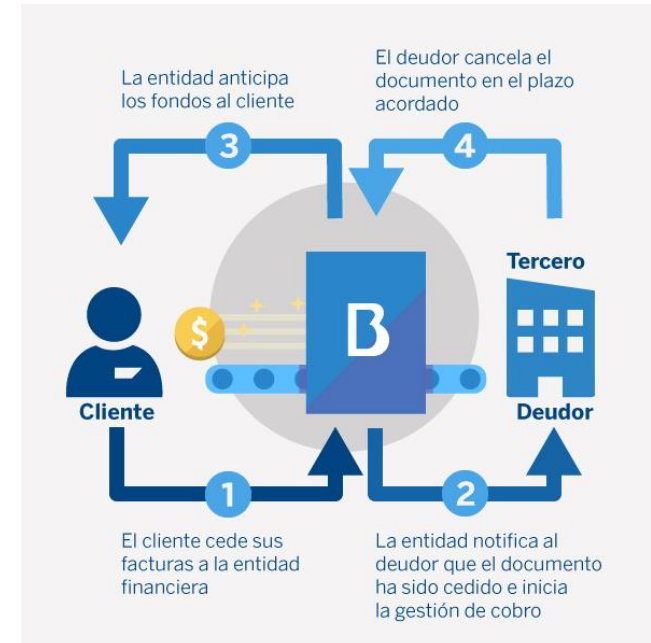 La entidad anticipa
los fondos al cliente
El deudor cancela el
documento en el plazo
acordado
3
4
Tercero
$
B
Cliente
Deudor
1
2
El cliente cede sus
facturas a la entidad
financiera
La entidad notifica al
deudor que el documento
ha sido cedido e inicia
la gestión de cobro